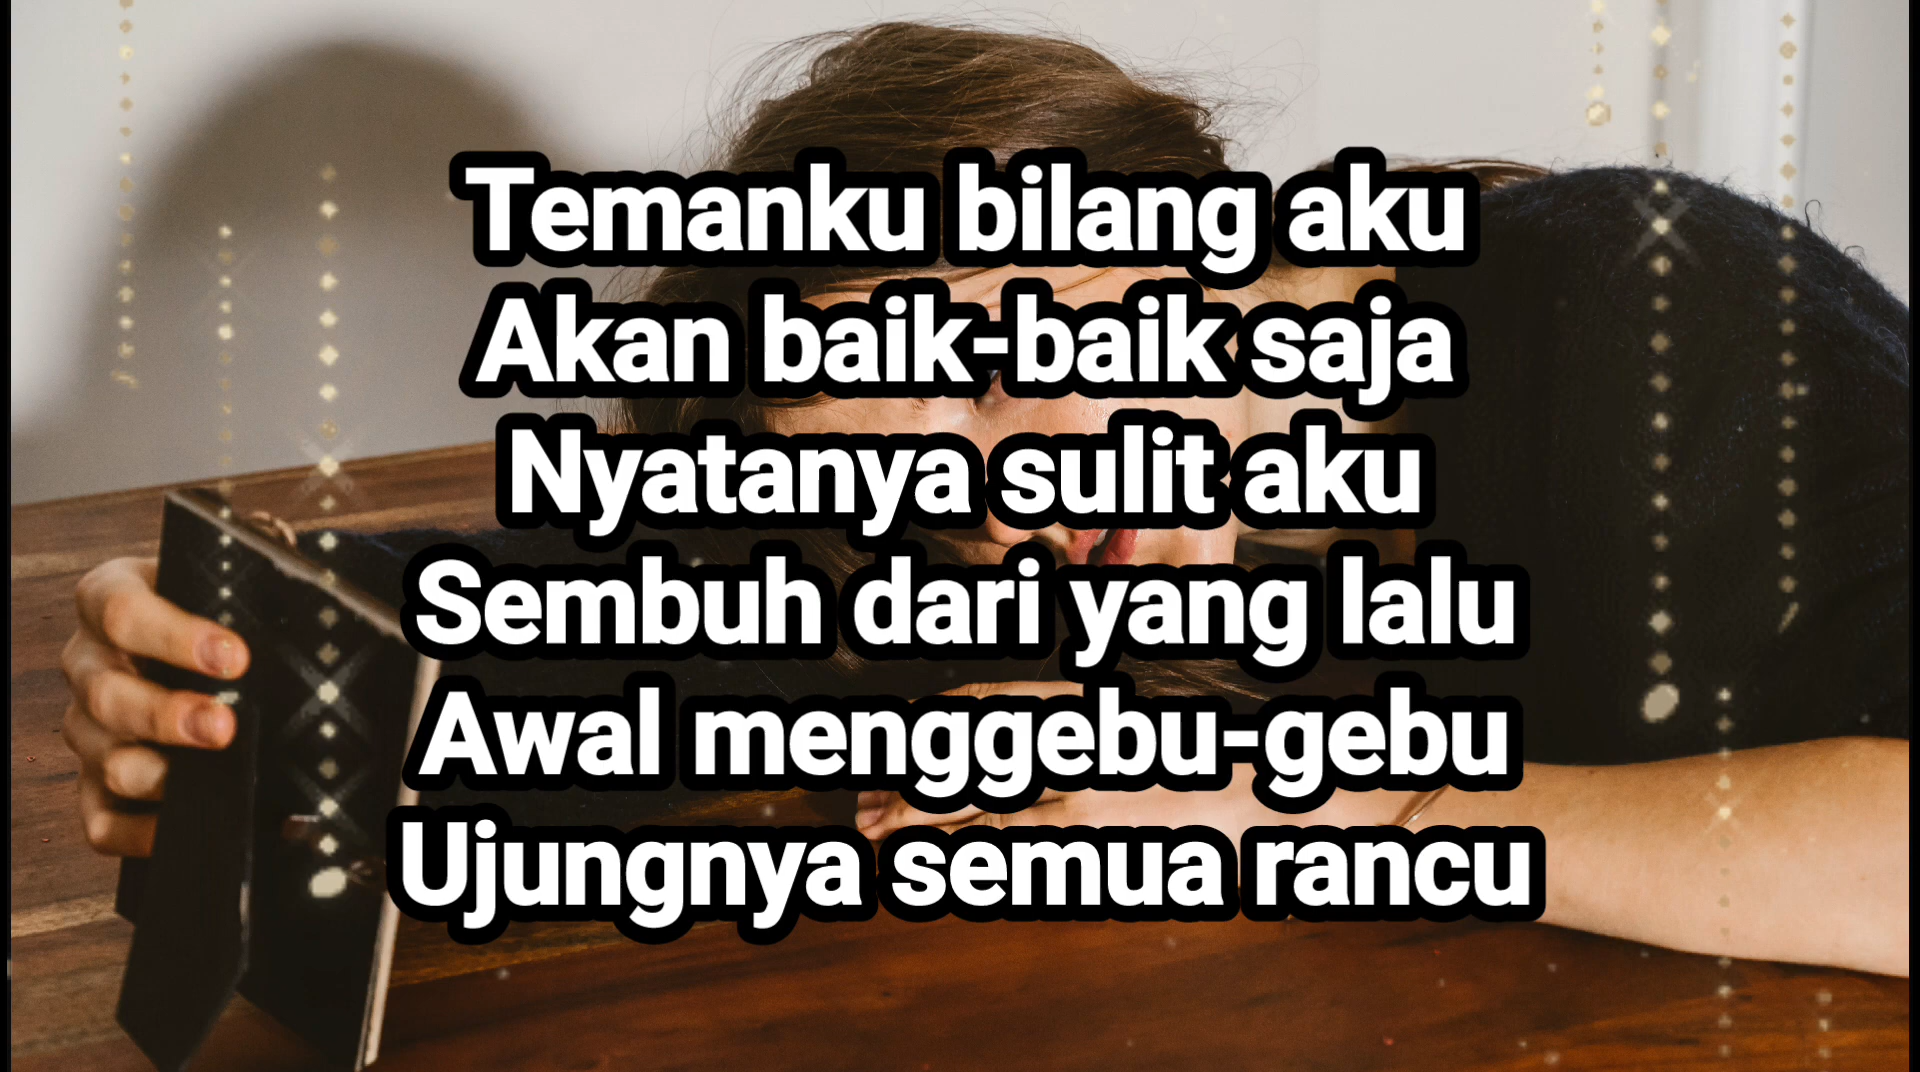 Temanku bilang aku
Akan baik-baik saja
Nyatanya sulit aku
Sembuh dari yang lalu
Awal menggebu-gebu
Ujungnya semua rancu